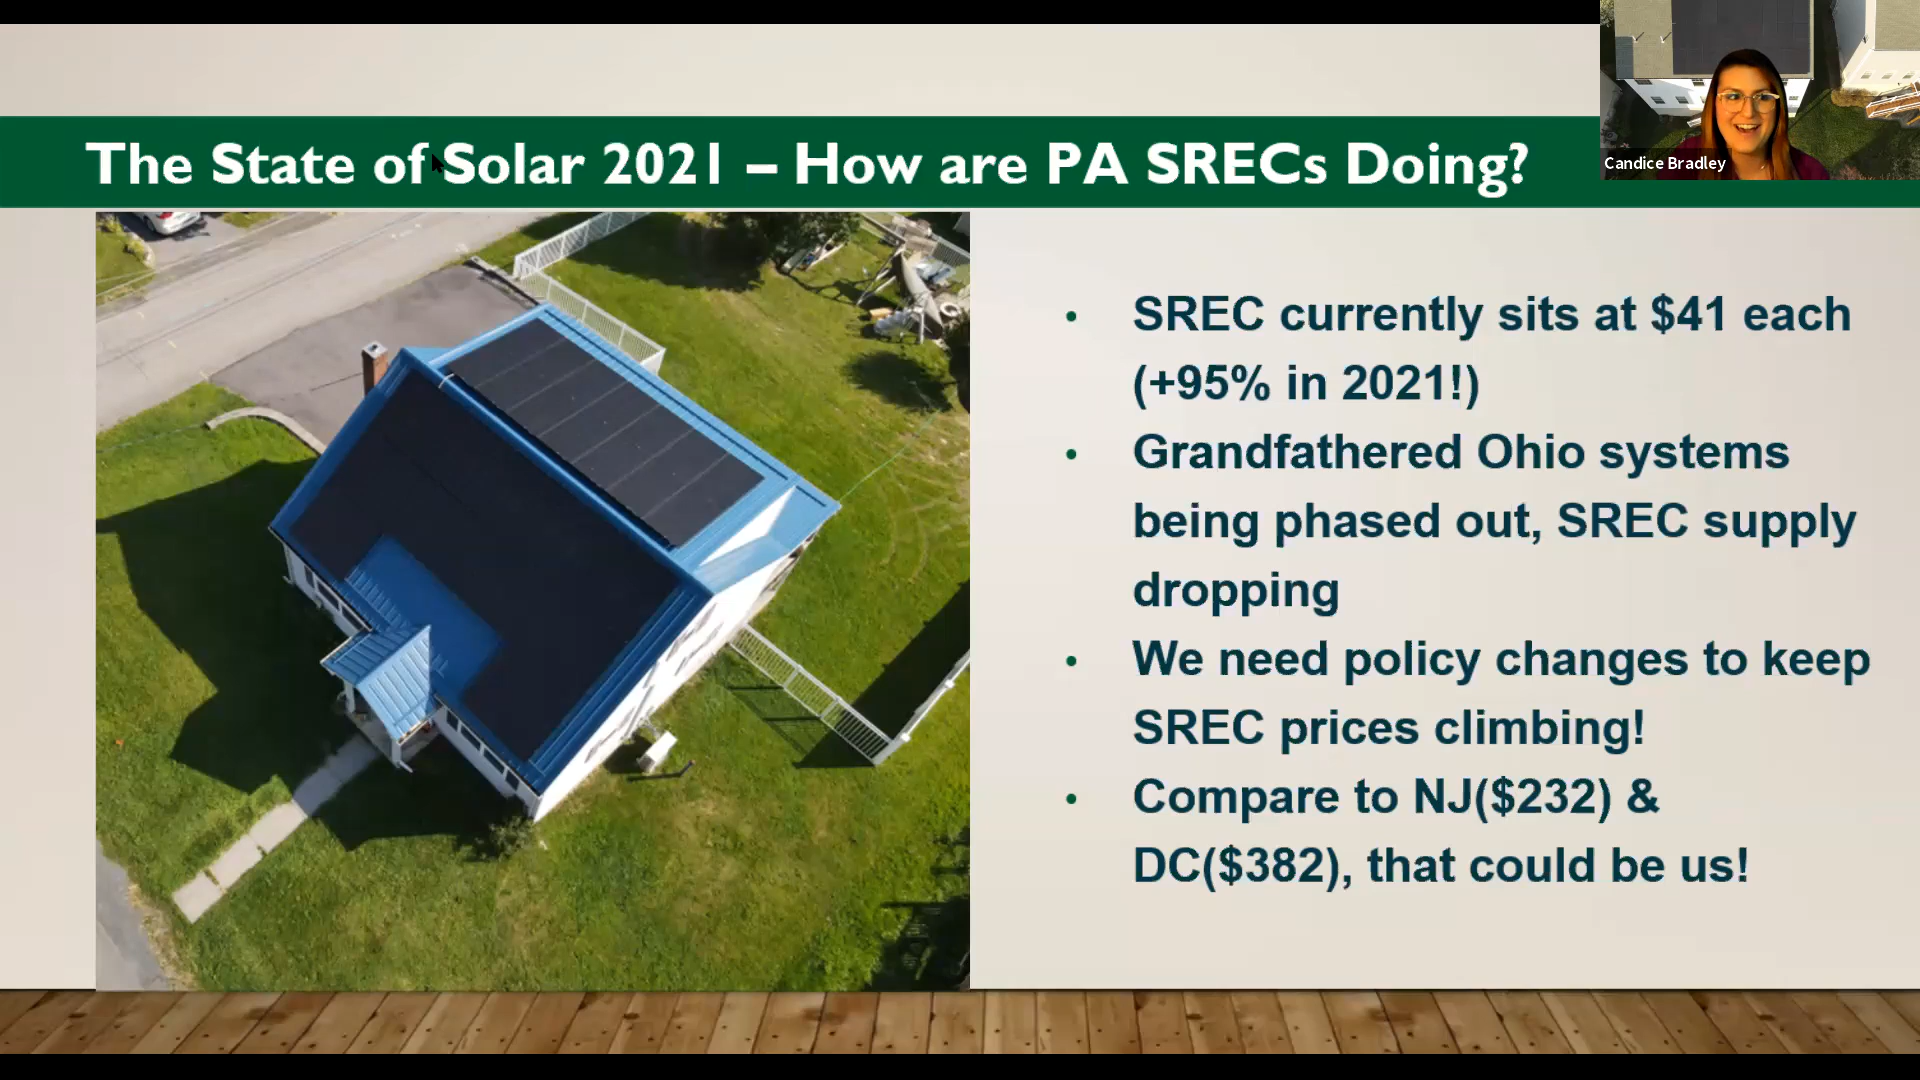 The State of Solar 2021 – How are PA SRECs Doing?
Candice Bradley
• SREC currently sits at $41 each
(+95% in 2021!)
• Grandfathered Ohio systems
being phased out, SREC supply
dropping
• We need policy changes to keep
SREC prices climbing!
• Compare to NJ($232) &
DC($382), that could be us!